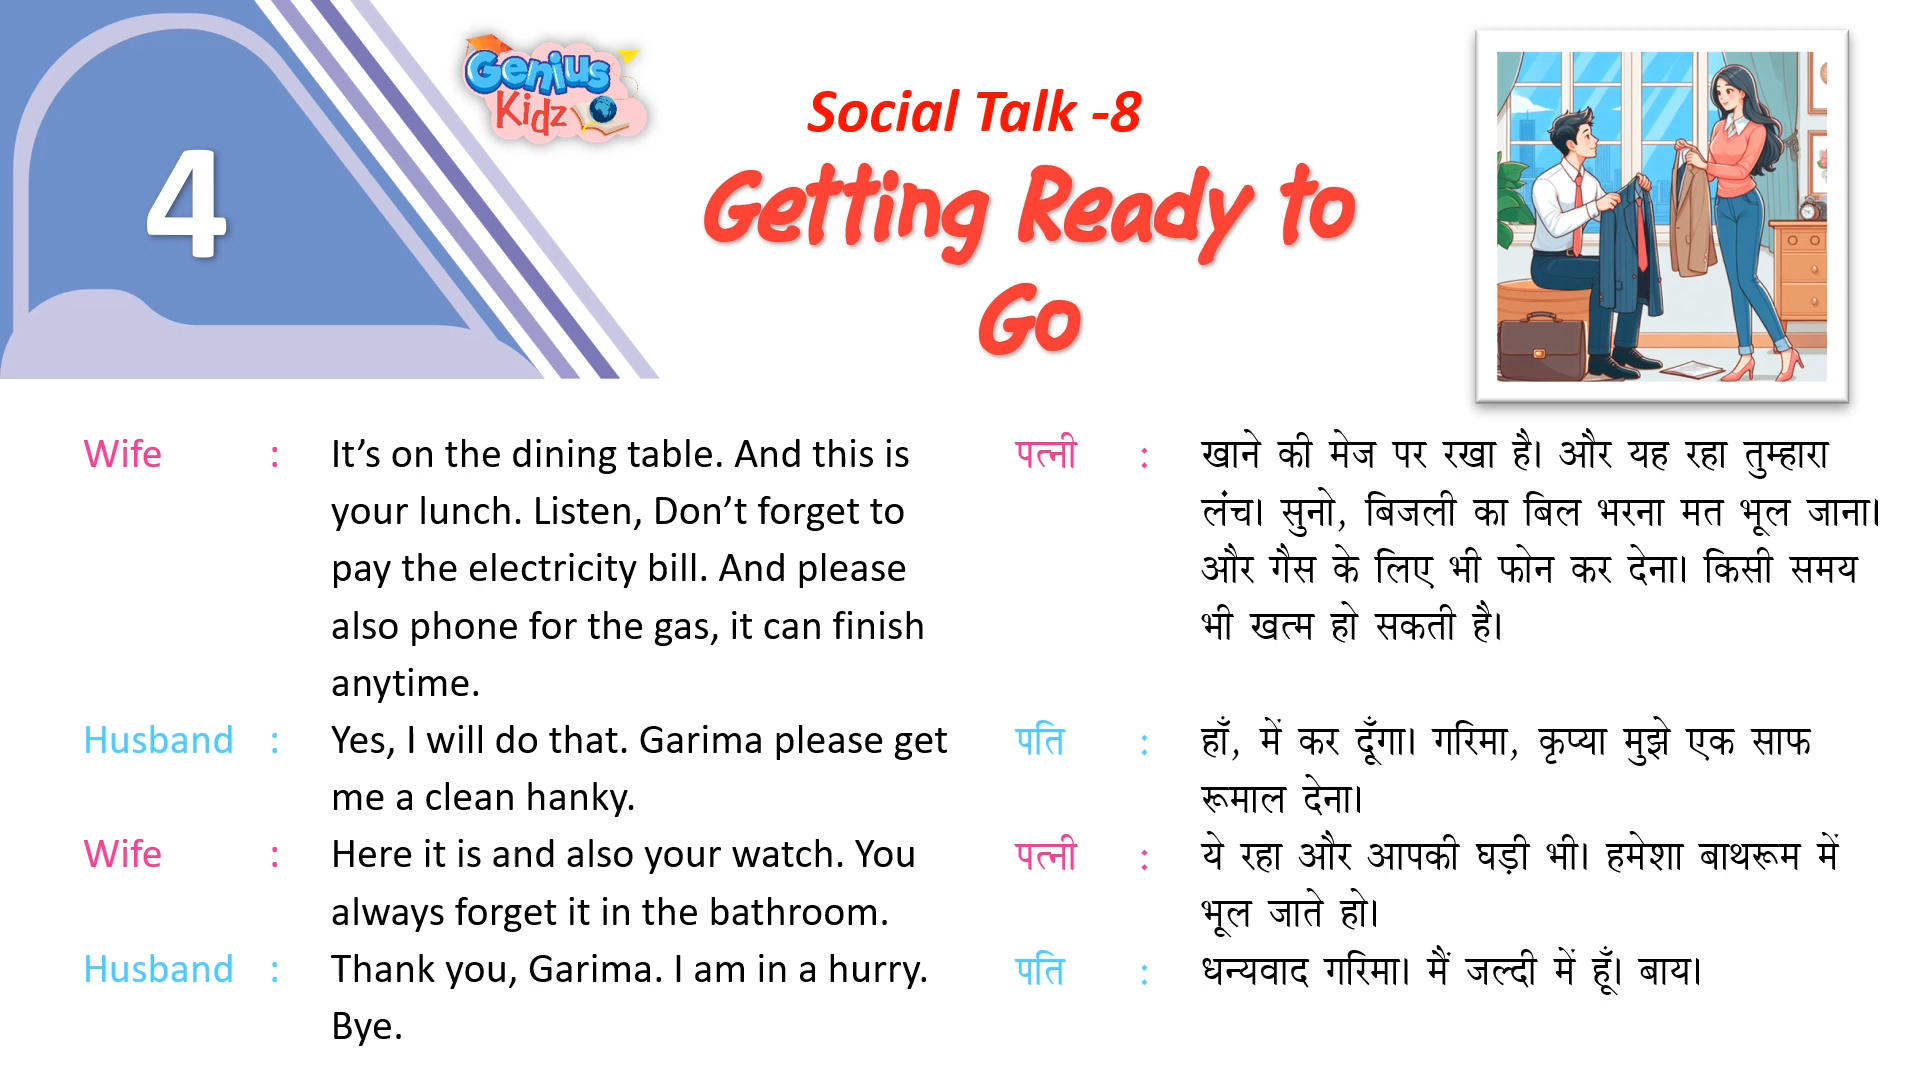 4
Genius
Kidz
Social Talk -8
Getting Ready to
Go
Wife : It’s on the dining table. And this is
your lunch. Listen, Don’t forget to
pay the electricity bill. And please
also phone for the gas, it can finish
anytime.
Husband : Yes, I will do that. Garima please get
me a clean hanky.
Wife : Here it is and also your watch. You
always forget it in the bathroom.
Husband : Thank you, Garima. I am in a hurry.
Bye.
पत्नी : खाने की मेज पर रखा है। और यह रहा तुम्हारा
लंच। सुनो, बिजली का बिल भरना मत भूल जाना।
और गैस के लिए भी फोन कर देना। किसी समय
भी खत्म हो सकती है।
पति : हाँ, में कर दूँगा। गरिमा, कृप्या मुझे एक साफ
रूमाल देना।
पत्नी : ये रहा और आपकी घड़ी भी। हमेशा बाथरूम में
भूल जाते हो।
पति : धन्यवाद गरिमा। मैं जल्दी में हूँ। बाय।